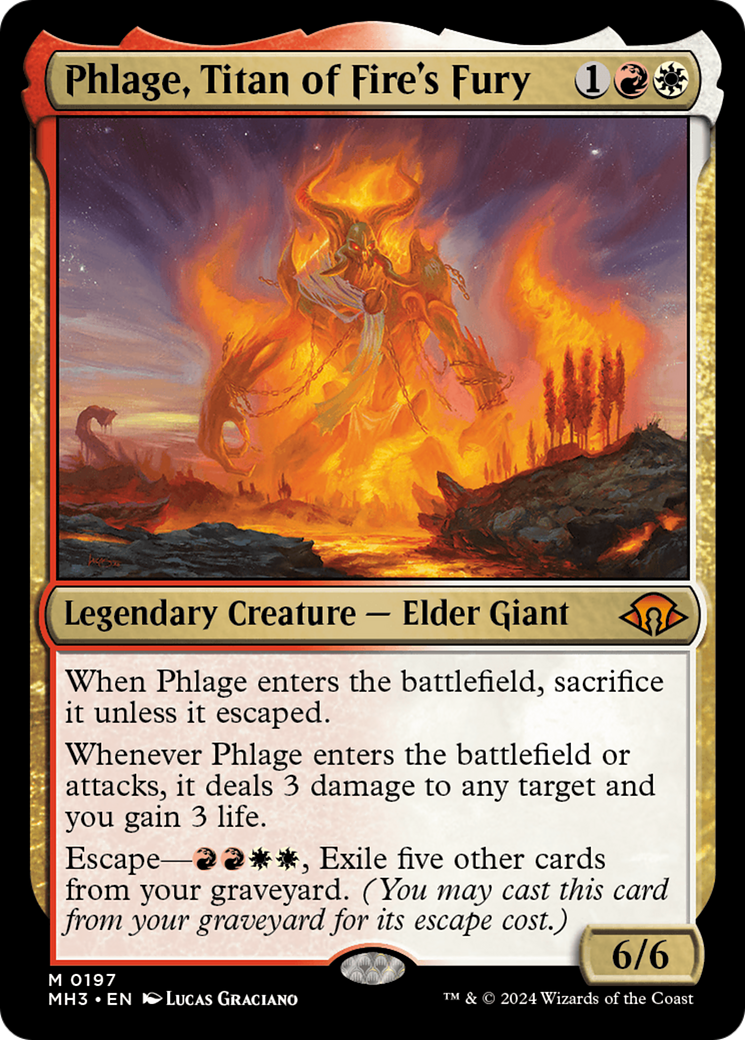 Phlage, Titan of Fire's Fury 1
Legendary Creature — Elder Giant
When Phlage enters the battlefield, sacrifice
it unless it escaped.
Whenever Phlage enters the battlefield or
attacks, it deals 3 damage to any target and
you gain 3 life.
Escape—, Exile five other cards
from your graveyard. (You may cast this card
from your graveyard for its escape cost.)
6/6
M 0197
MH3 • EN Lucas Graciano
™ & © 2024 Wizards of the Coast